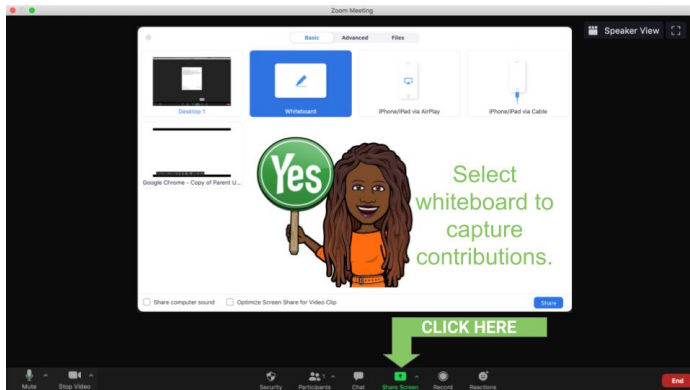 Zoom Meeting
Speaker View
Basic Advanced Files
Desktop 1
Whiteboard
iPhone/iPad via AirPlay
iPhone/iPad via Cable
Google Chrome - Copy of Parent U...
Yes
Select
whiteboard to
capture
contributions.
Share computer sound
Optimize Screen Share for Video Clip
Share
CLICK HERE
Mute
Stop Video
Security
Participants
1
Chat
Share Screen
Record
Reactions
End